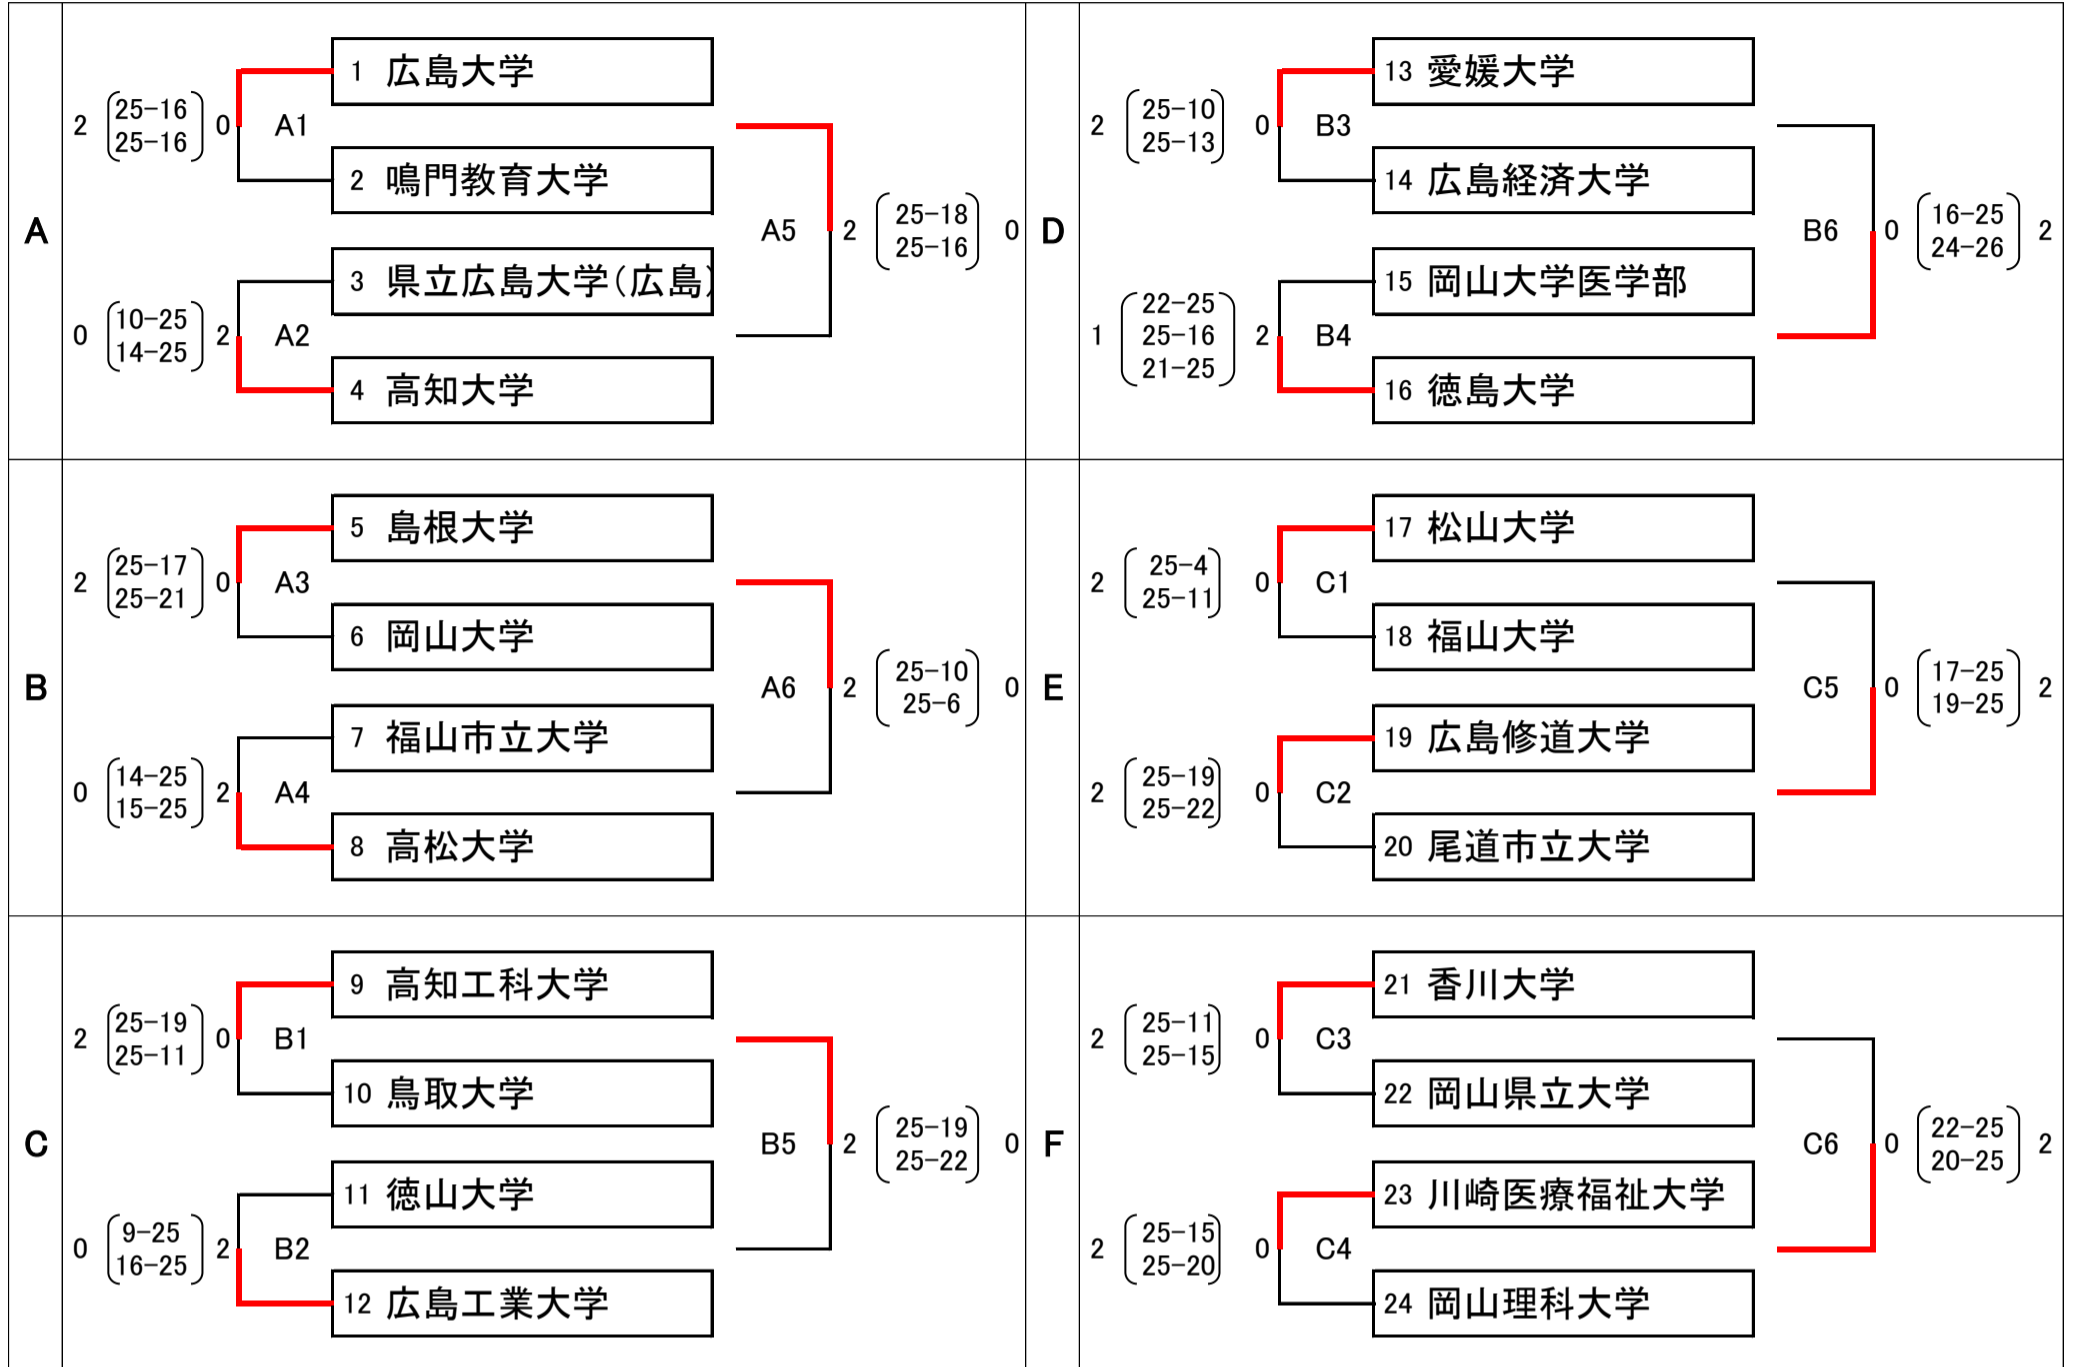 A
1 広島大学
2 (25-16 25-16) 0 A1
2 鳴門教育大学
A5 2 (25-18 25-16) 0
3 県立広島大学(広島)
0 (10-25 14-25) 2 A2
4 高知大学
B
5 島根大学
2 (25-17 25-21) 0 A3
6 岡山大学
A6 2 (25-10 25-6) 0
7 福山市立大学
0 (14-25 15-25) 2 A4
8 高松大学
C
9 高知工科大学
2 (25-19 25-11) 0 B1
10 鳥取大学
B5 2 (25-19 25-22) 0
11 徳山大学
0 (9-25 16-25) 2 B2
12 広島工業大学
D
13 愛媛大学
2 (25-10 25-13) 0 B3
14 広島経済大学
B6 0 (16-25 24-26) 2
15 岡山大学医学部
1 (22-25 25-16 21-25) 2 B4
16 徳島大学
E
17 松山大学
2 (25-4 25-11) 0 C1
18 福山大学
C5 0 (17-25 19-25) 2
19 広島修道大学
2 (25-19 25-22) 0 C2
20 尾道市立大学
F
21 香川大学
2 (25-11 25-15) 0 C3
22 岡山県立大学
C6 0 (22-25 20-25) 2
23 川崎医療福祉大学
2 (25-15 25-20) 0 C4
24 岡山理科大学